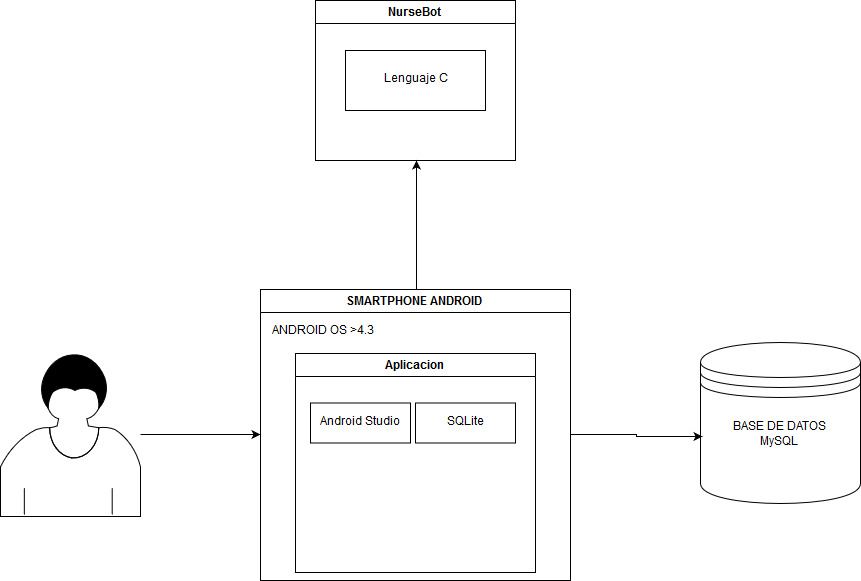 NurseBot
Lenguaje C
SMARTPHONE ANDROID
ANDROID OS >4.3
Aplicacion
Android Studio
SQLite
BASE DE DATOS
MySQL